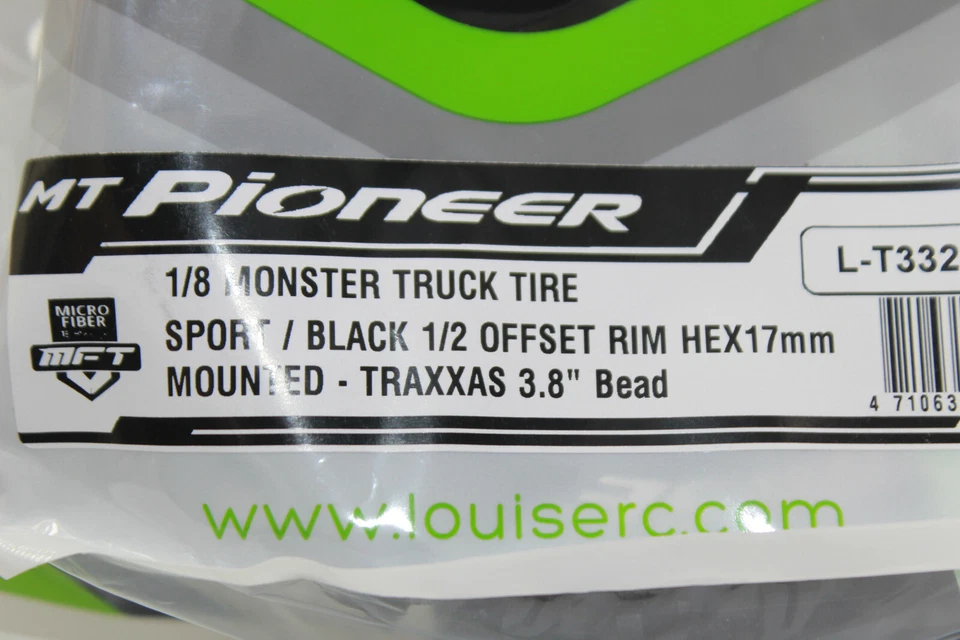 MT PIONEER
L-T332
1/8 MONSTER TRUCK TIRE
SPORT / BLACK 1/2 OFFSET RIM HEX17mm
MOUNTED - TRAXXAS 3.8" Bead
MICRO
FIBER
MFT
4 71063
www.louiserc.com